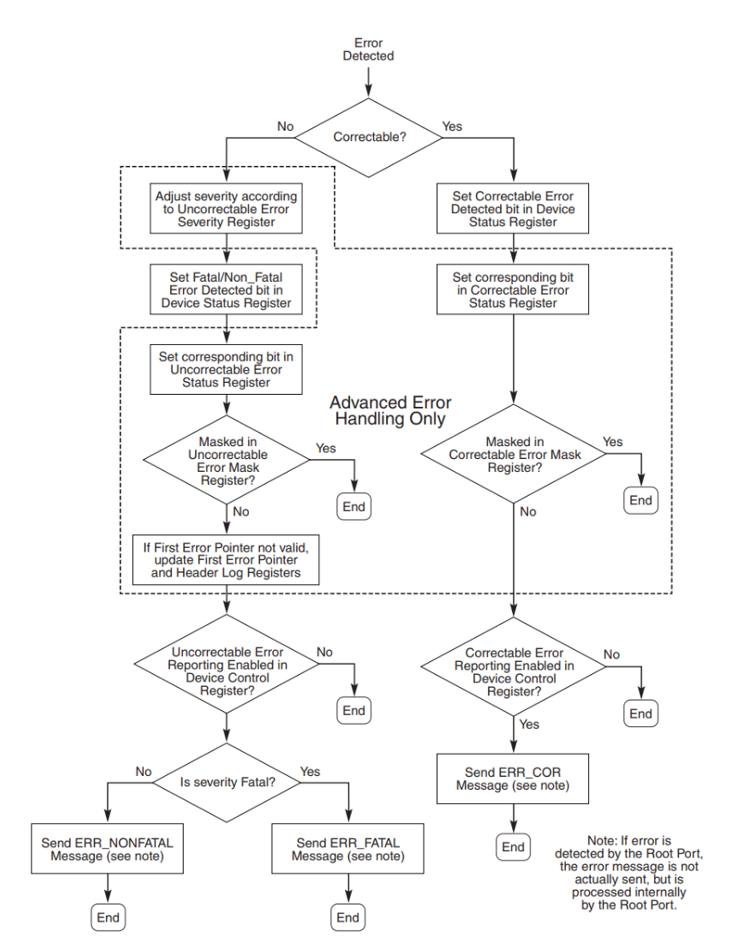 Error
Detected
No
Yes
Correctable?
Adjust severity according
to Uncorrectable Error
Severity Register
Set Correctable Error
Detected bit in Device
Status Register
Set Fatal/Non_Fatal
Error Detected bit in
Device Status Register
Set corresponding bit
in Correctable Error
Status Register
Set corresponding bit in
Uncorrectable Error
Status Register
Advanced Error
Handling Only
Masked in
Uncorrectable
Error Mask
Register?
Yes
End
No
Masked in
Correctable Error Mask
Register?
Yes
End
No
If First Error Pointer not valid,
update First Error Pointer
and Header Log Registers
Uncorrectable Error
Reporting Enabled in
Device Control
Register?
No
End
Correctable Error
Reporting Enabled in
Device Control
Register?
No
End
Yes
No
Is severity Fatal?
Yes
Send ERR_COR
Message (see note)
Send ERR_NONFATAL
Message (see note)
Send ERR_FATAL
Message (see note)
End
Note: If error is
detected by the Root Port,
the error message is not
actually sent, but is
processed internally
by the Root Port.
End
End